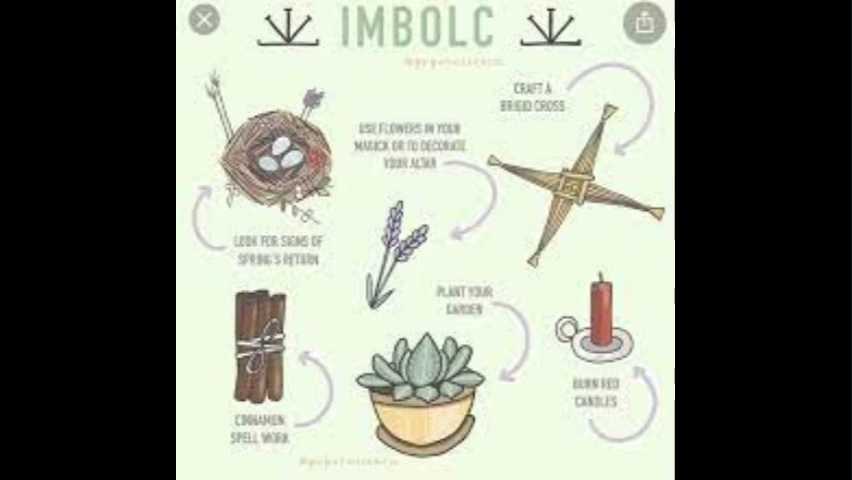 IMBOLC
CRAFT A
BRIGID CROSS
USE FLOWERS IN YOUR
MAGICK OR TO DECORATE
YOUR ALTAR
LOOK FOR SIGNS OF
SPRING'S RETURN
PLANT YOUR
GARDEN
BURN RED
CANDLES
CINNAMON
SPELL WORK